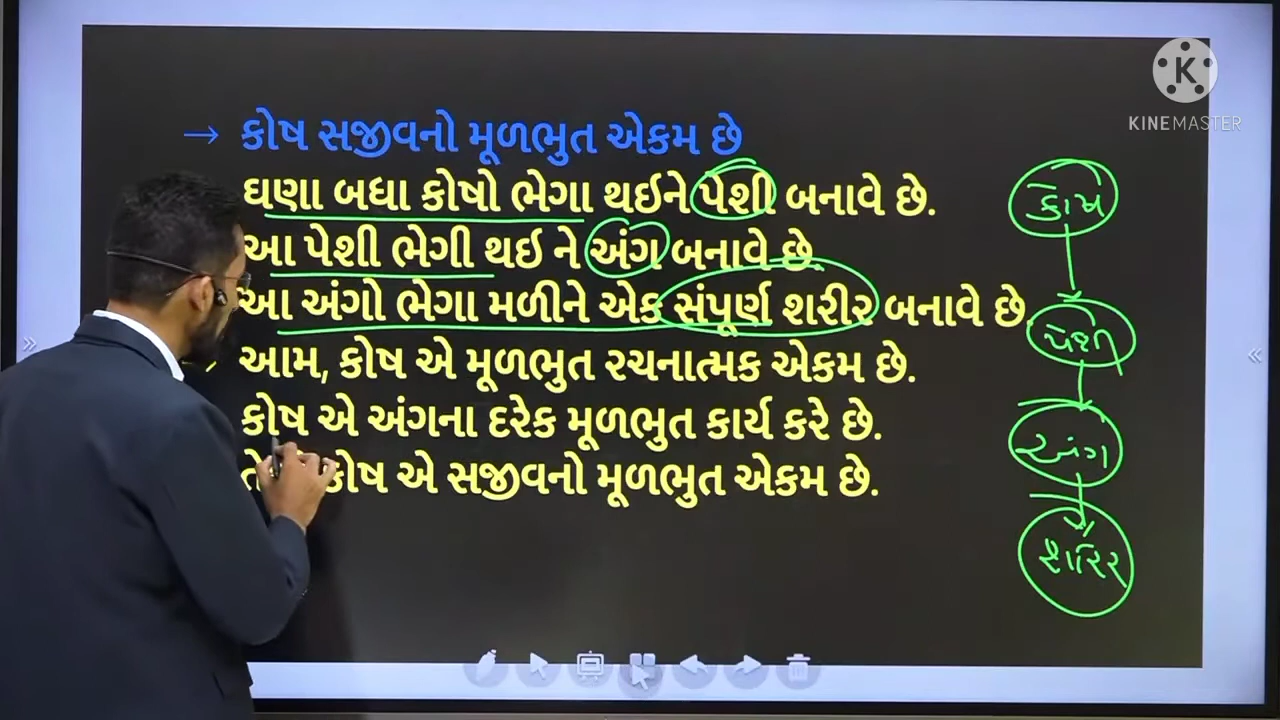 KINEMASTER
→ કોષ સજીવનો મૂળભુત એકમ છે
ઘણા બધા કોષો ભેગા થઇને પેશી બનાવે છે.
આ પેશી ભેગી થઇ ને અંગ બનાવે છે
આ અંગો ભેગા મળીને એક સંપૂર્ણ શરીર બનાવે છે
આમ, કોષ એ મૂળભુત રચનાત્મક એકમ છે.
કોષ એ અંગના દરેક મૂળભુત કાર્ય કરે છે.
કોષ એ સજીવનો મૂળભુત એકમ છે.
કોષ
પેશી
અંગ
શરિર